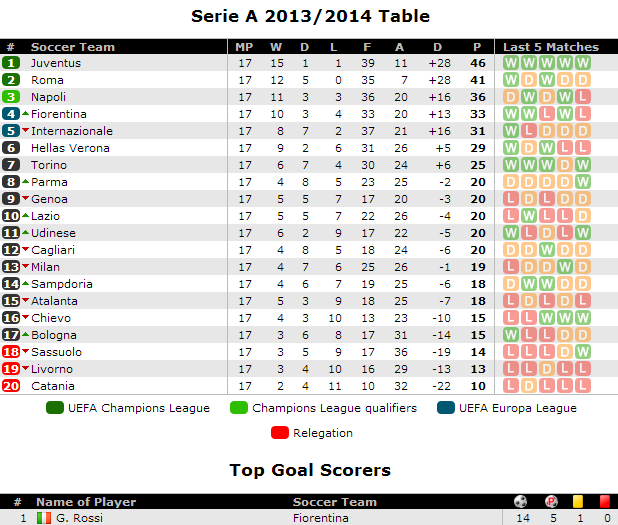 Serie A 2013/2014 Table
# Soccer Team MP W D L F A D P Last 5 Matches
1 Juventus 17 15 1 1 39 11 +28 46 W W W W W
2 Roma 17 12 5 0 35 7 +28 41 W D W D D
3 Napoli 17 11 3 3 36 20 +16 36 D W D W L
4 Fiorentina 17 10 3 4 33 20 +13 33 W W L W L
5 Internazionale 17 8 7 2 37 21 +16 31 W L D D D
6 Hellas Verona 17 9 2 6 31 26 +5 29 W D W L L
7 Torino 17 6 7 4 30 24 +6 25 W W W D W
8 Parma 17 4 8 5 23 25 -2 20 D D D D W
9 Genoa 17 5 5 7 17 20 -3 20 L D L D D
10 Lazio 17 5 5 7 22 26 -4 20 L W L L D
11 Udinese 17 6 2 9 17 22 -5 20 W L D L W
12 Cagliari 17 4 8 5 18 24 -6 20 D D W D D
13 Milan 17 4 7 6 25 26 -1 19 L D D W D
14 Sampdoria 17 4 6 7 19 25 -6 18 D W W D D
15 Atalanta 17 5 3 9 18 25 -7 18 L D L D L
16 Chievo 17 4 3 10 13 23 -10 15 L L W W W
17 Bologna 17 3 6 8 17 31 -14 15 W L L D D
18 Sassuolo 17 3 5 9 17 36 -19 14 L L L D W
19 Livorno 17 3 4 10 16 29 -13 13 L L D L L
20 Catania 17 2 4 11 10 32 -22 10 L D L L L
UEFA Champions League Champions League qualifiers UEFA Europa League
Relegation
Top Goal Scorers
# Name of Player Soccer Team P
1 G. Rossi Fiorentina 14 5 1 0